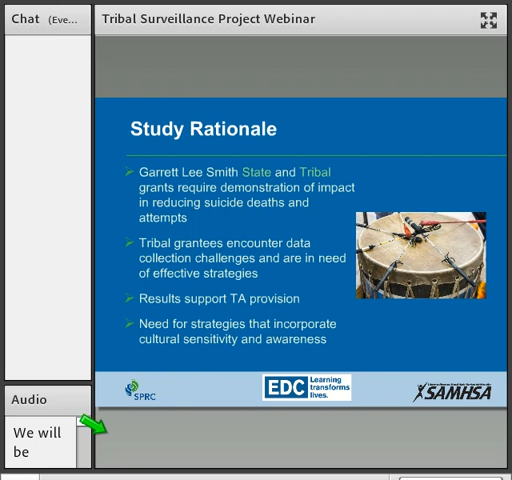 Chat (Eve...
Tribal Surveillance Project Webinar
Study Rationale
Garrett Lee Smith State and Tribal
grants require demonstration of impact
in reducing suicide deaths and
attempts
Tribal grantees encounter data
collection challenges and are in need
of effective strategies
Results support TA provision
Need for strategies that incorporate
cultural sensitivity and awareness
SPRC
EDC Learning
transforms
lives.
SAMHSA
Audio
We will
be